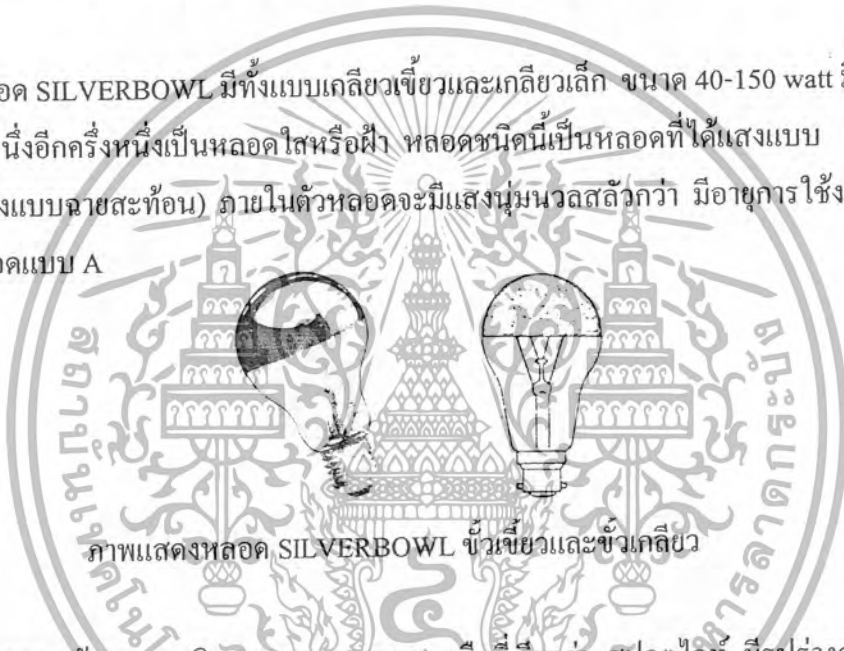 อด SILVERBOWL มีทั้งแบบเกลียวเขี้ยวและเกลียวเล็ก ขนาด 40-150 watt มี
นึ่งอีกครึ่งหนึ่งเป็นหลอดใสหรือฝ้า หลอดชนิดนี้เป็นหลอดที่ได้แสงแบบ
งแบบฉายสะท้อน) ภายในตัวหลอดจะมีแสงนุ่มนวลสลัวกว่า มีอายุการใช้ง
อดแบบ A
ภาพแสดงหลอด SILVERBOWL ขั้วเขี้ยวและขั้วเกลียว